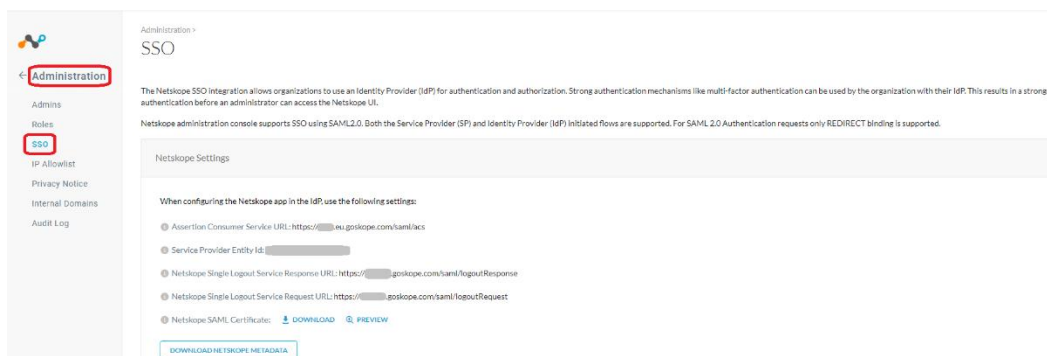 Administration >
SSO
Administration
Admins
Roles
SSO
IP Allowlist
Privacy Notice
Internal Domains
Audit Log
The Netskope SSO integration allows organizations to use an Identity Provider (IdP) for authentication and authorization. Strong authentication mechanisms like multi-factor authentication can be used by the organization with their IdP. This results in a strong
authentication before an administrator can access the Netskope UI.
Netskope administration console supports SSO using SAML2.0. Both the Service Provider (SP) and Identity Provider (IdP) initiated flows are supported. For SAML 2.0 Authentication requests only REDIRECT binding is supported.
Netskope Settings
When configuring the Netskope app in the IdP, use the following settings:
Assertion Consumer Service URL: https:// .eu.goskope.com/saml/acs
Service Provider Entity Id:
Netskope Single Logout Service Response URL: https:// .goskope.com/saml/logoutResponse
Netskope Single Logout Service Request URL: https:// .goskope.com/saml/logoutRequest
Netskope SAML Certificate: DOWNLOAD PREVIEW
DOWNLOAD NETSKOPE METADATA